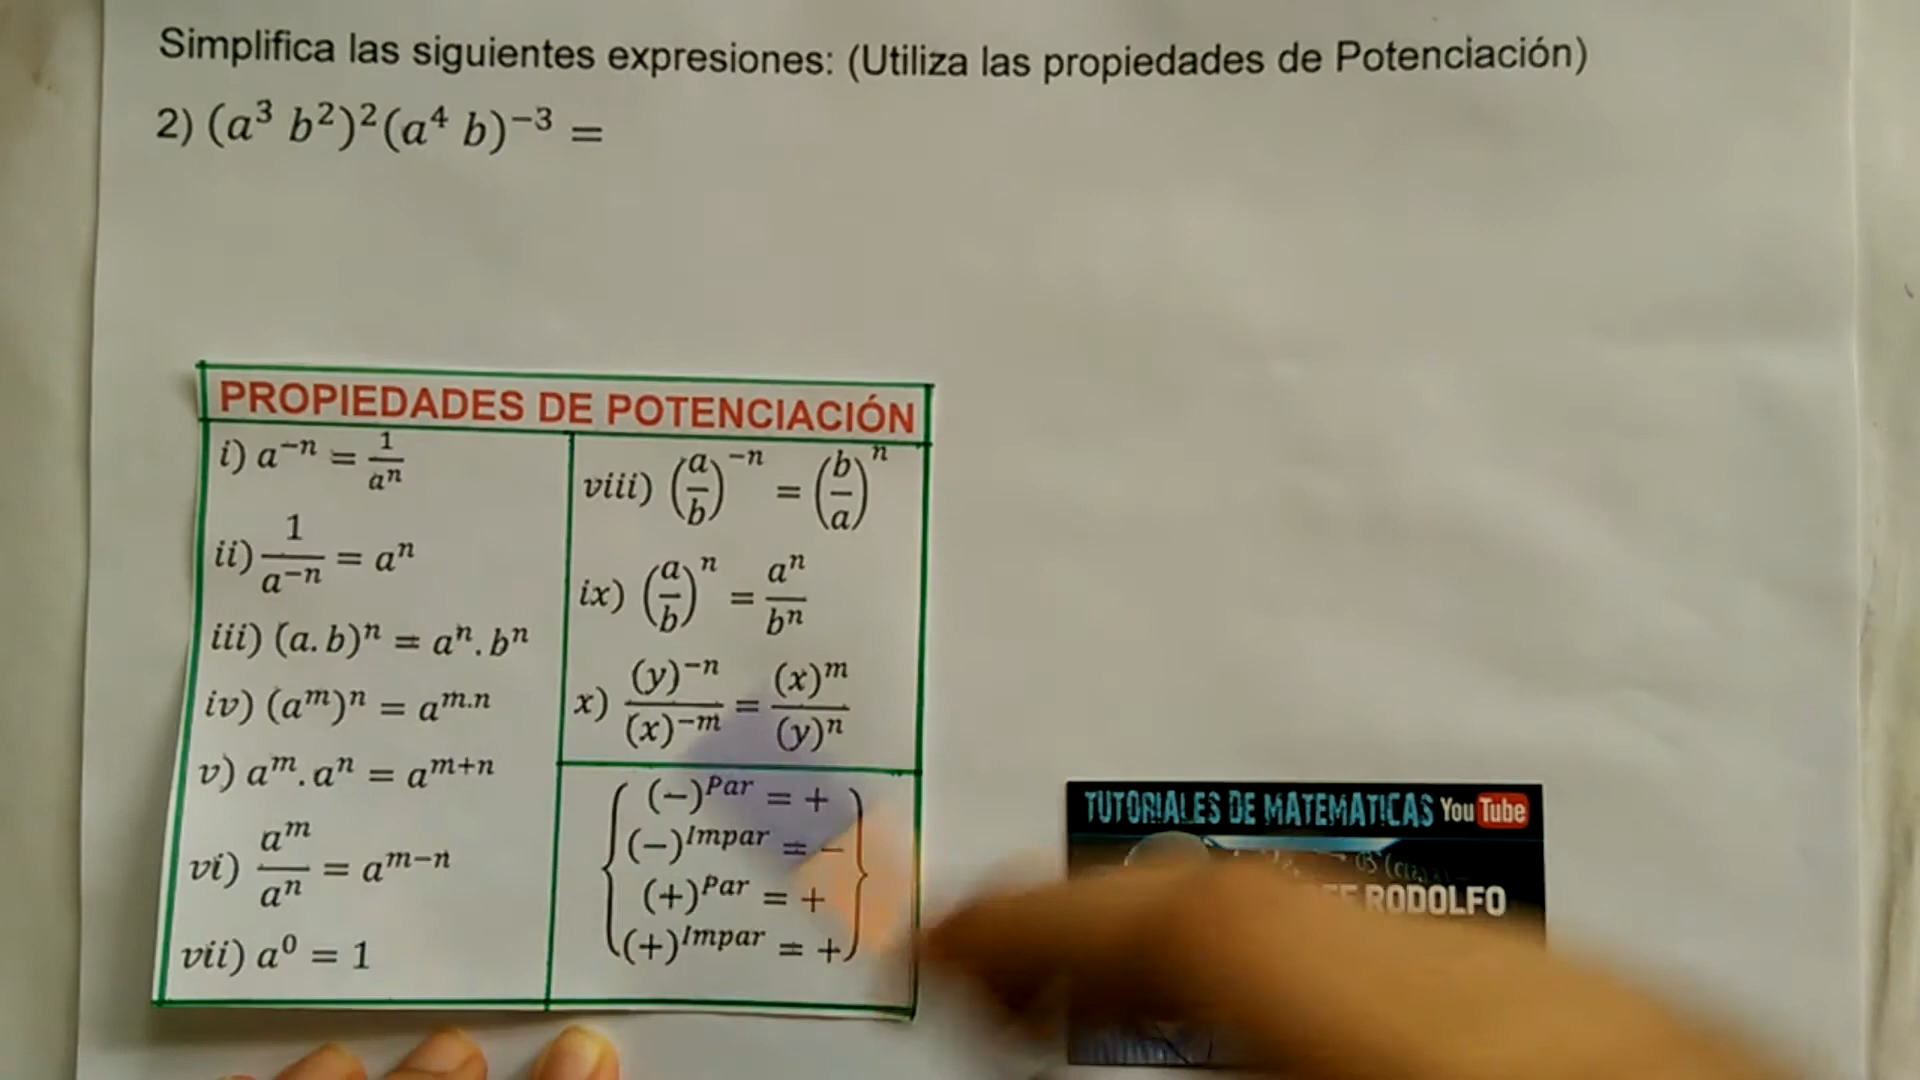 Simplifica las siguientes expresiones: (Utiliza las propiedades de Potenciación)
2) (a³ b²)²(a⁴ b)⁻³ =
PROPIEDADES DE POTENCIACIÓN
i) a⁻ⁿ = 1/aⁿ
ii) 1/a⁻ⁿ = aⁿ
iii) (a.b)ⁿ = aⁿ.bⁿ
iv) (aᵐ)ⁿ = aᵐ·ⁿ
v) aᵐ.aⁿ = aᵐ⁺ⁿ
vi) aᵐ/aⁿ = aᵐ⁻ⁿ
vii) a⁰ = 1
viii) (a/b)⁻ⁿ = (b/a)ⁿ
ix) (a/b)ⁿ = aⁿ/bⁿ
x) (y)⁻ⁿ/(x)⁻ᵐ = (x)ᵐ/(y)ⁿ
(−)^Par = +
(−)^Impar = −
(+)^Par = +
(+)^Impar = +
TUTORIALES DE MATEMATICAS You Tube
RODOLFO